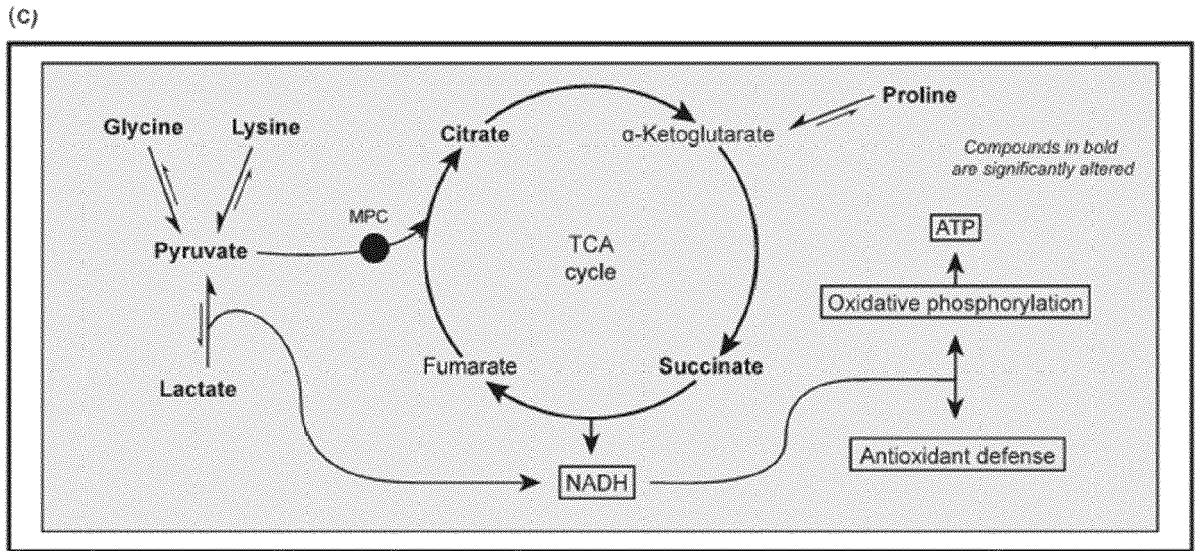 (C)
Glycine
Lysine
Citrate
α-Ketoglutarate
Proline
Compounds in bold
are significantly altered
MPC
Pyruvate
TCA
cycle
ATP
Oxidative phosphorylation
Lactate
Fumarate
Succinate
Antioxidant defense
NADH